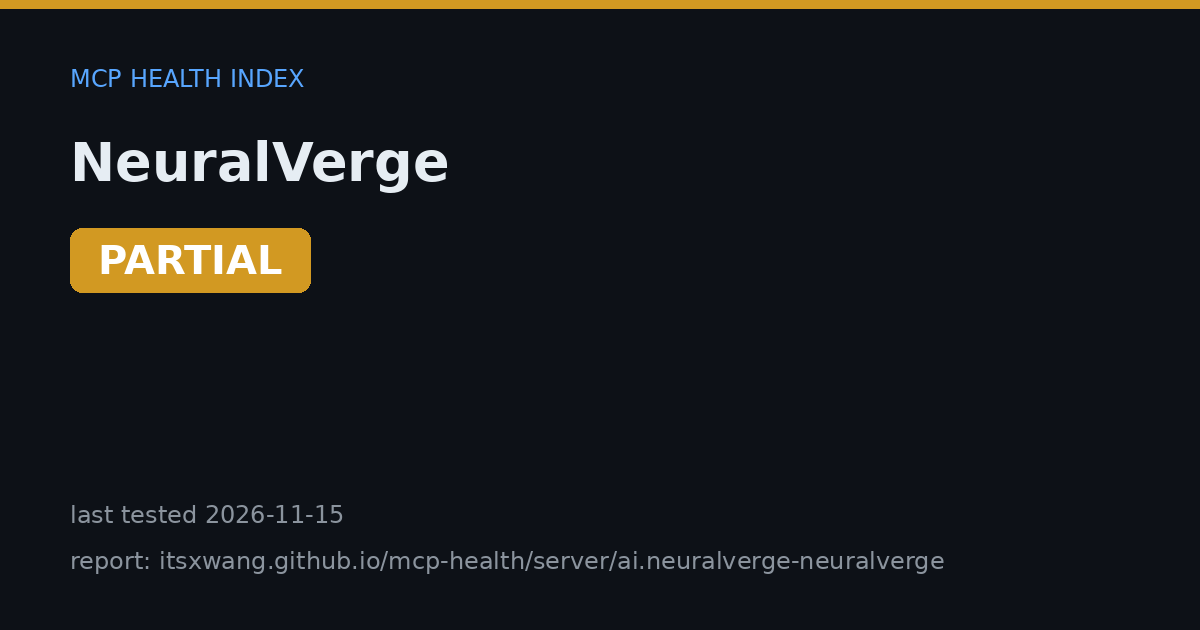 MCP HEALTH INDEX
NeuralVerge
PARTIAL
last tested 2026-11-15
report: itsxwang.github.io/mcp-health/server/ai.neuralverge-neuralverge